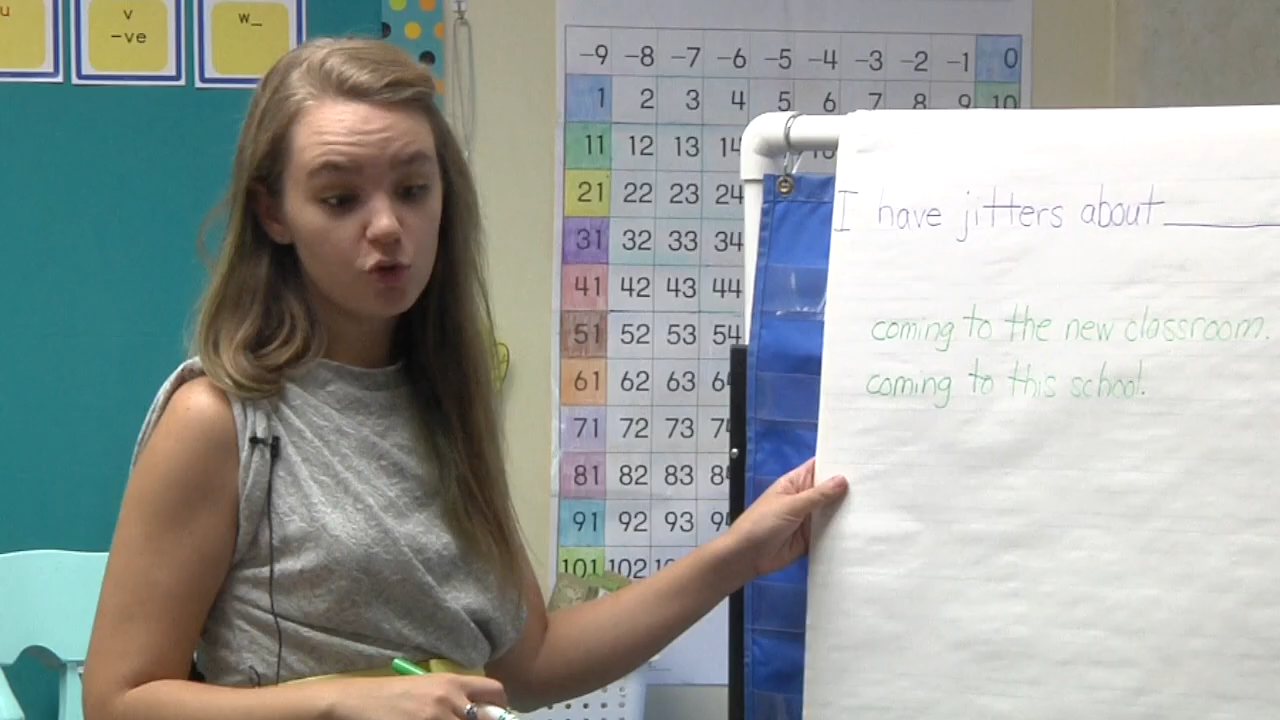 u
v
-ve
w_
-9 -8 -7 -6 -5 -4 -3 -2 -1 0
1 2 3 4 5 6 7 8 9 10
11 12 13 14 16
21 22 23 24
31 32 33 34
41 42 43 44
51 52 53 54
61 62 63
71 72 73
81 82 83
91 92 93
101 102
I have jitters about ________
coming to the new classroom.
coming to this school.